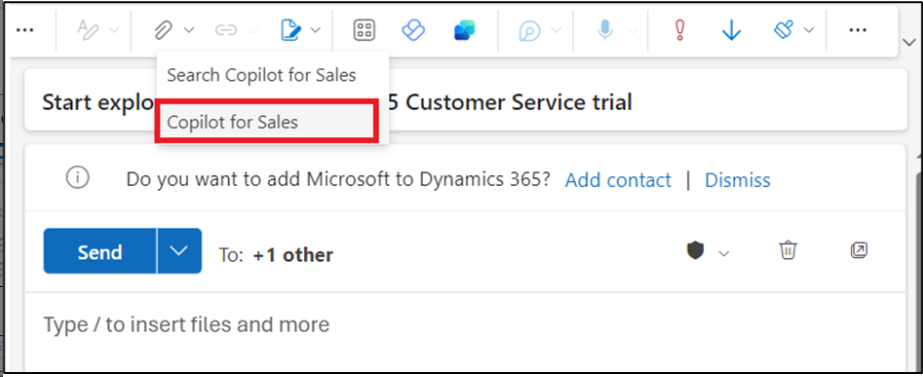 Search Copilot for Sales
Start explo 5 Customer Service trial
Copilot for Sales
Do you want to add Microsoft to Dynamics 365? Add contact | Dismiss
Send To: +1 other
Type / to insert files and more